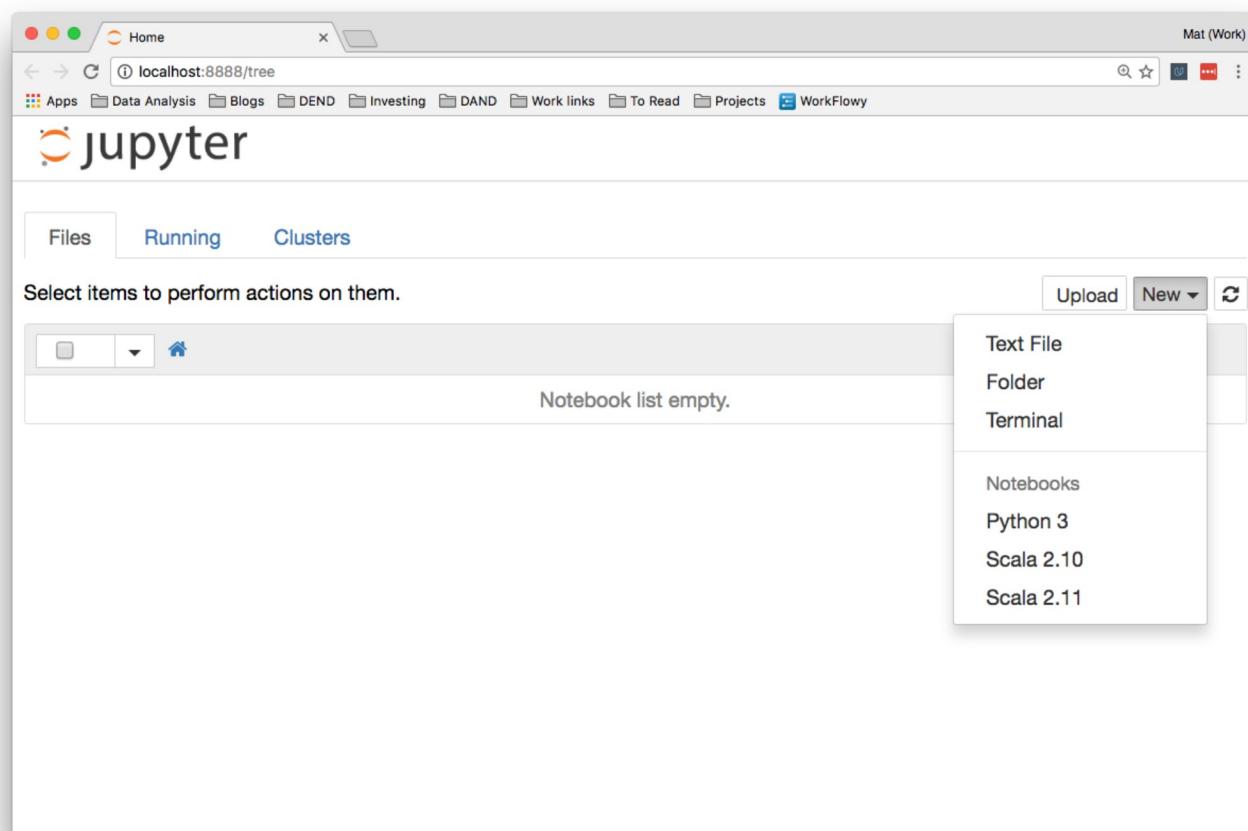 Home
Mat (Work)
localhost:8888/tree
Apps Data Analysis Blogs DEND Investing DAND Work links To Read Projects WorkFlowy
jupyter
Files Running Clusters
Select items to perform actions on them.
Upload New
Notebook list empty.
Text File
Folder
Terminal
Notebooks
Python 3
Scala 2.10
Scala 2.11